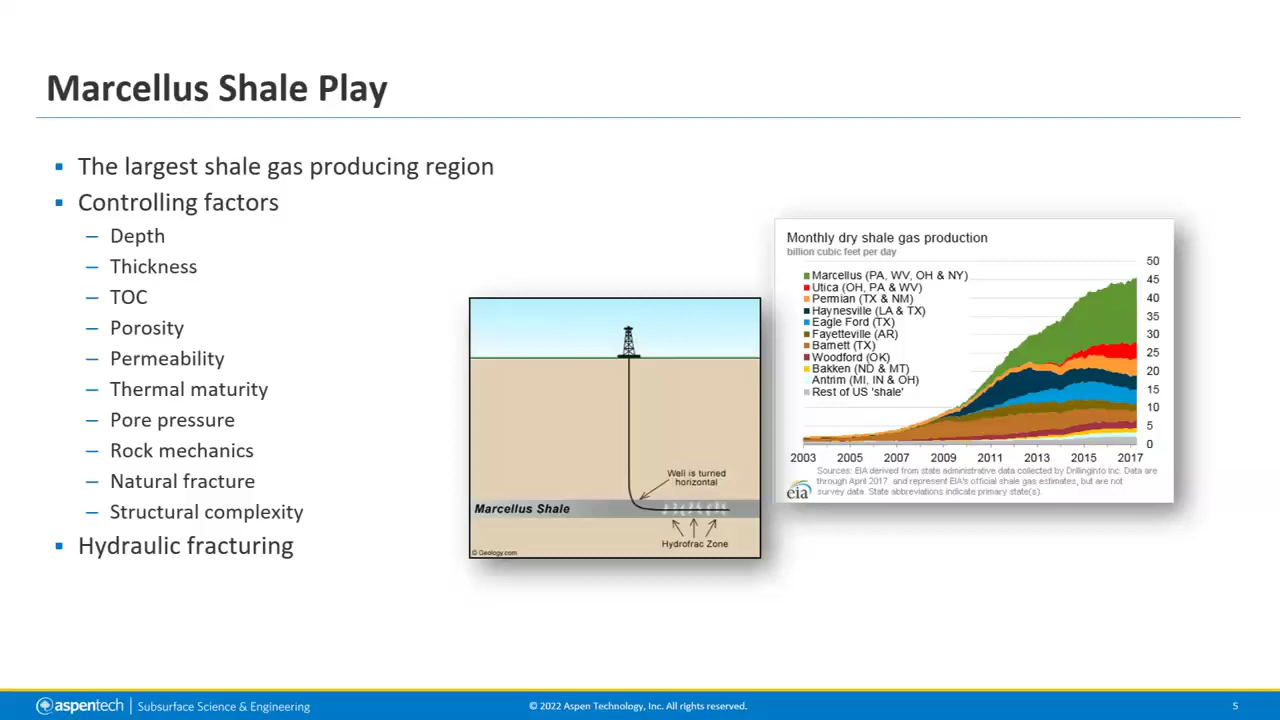 Marcellus Shale Play
▪ The largest shale gas producing region
▪ Controlling factors
– Depth
– Thickness
– TOC
– Porosity
– Permeability
– Thermal maturity
– Pore pressure
– Rock mechanics
– Natural fracture
– Structural complexity
▪ Hydraulic fracturing
Well is turned
horizontal
Marcellus Shale
Hydrofrac Zone
© Geology.com
Monthly dry shale gas production
billion cubic feet per day
Marcellus (PA, WV, OH & NY)
Utica (OH, PA & WV)
Permian (TX & NM)
Haynesville (LA & TX)
Eagle Ford (TX)
Fayetteville (AR)
Barnett (TX)
Woodford (OK)
Bakken (ND & MT)
Antrim (MI, IN & OH)
Rest of US 'shale'
50
45
40
35
30
25
20
15
10
5
0
2003 2005 2007 2009 2011 2013 2015 2017
Sources: EIA derived from state administrative data collected by Drillinginfo Inc. Data are
through April 2017 and represent EIA's official shale gas estimates, but are not
survey data. State abbreviations indicate primary state(s).
eia
aspentech | Subsurface Science & Engineering
© 2022 Aspen Technology, Inc. All rights reserved.
5